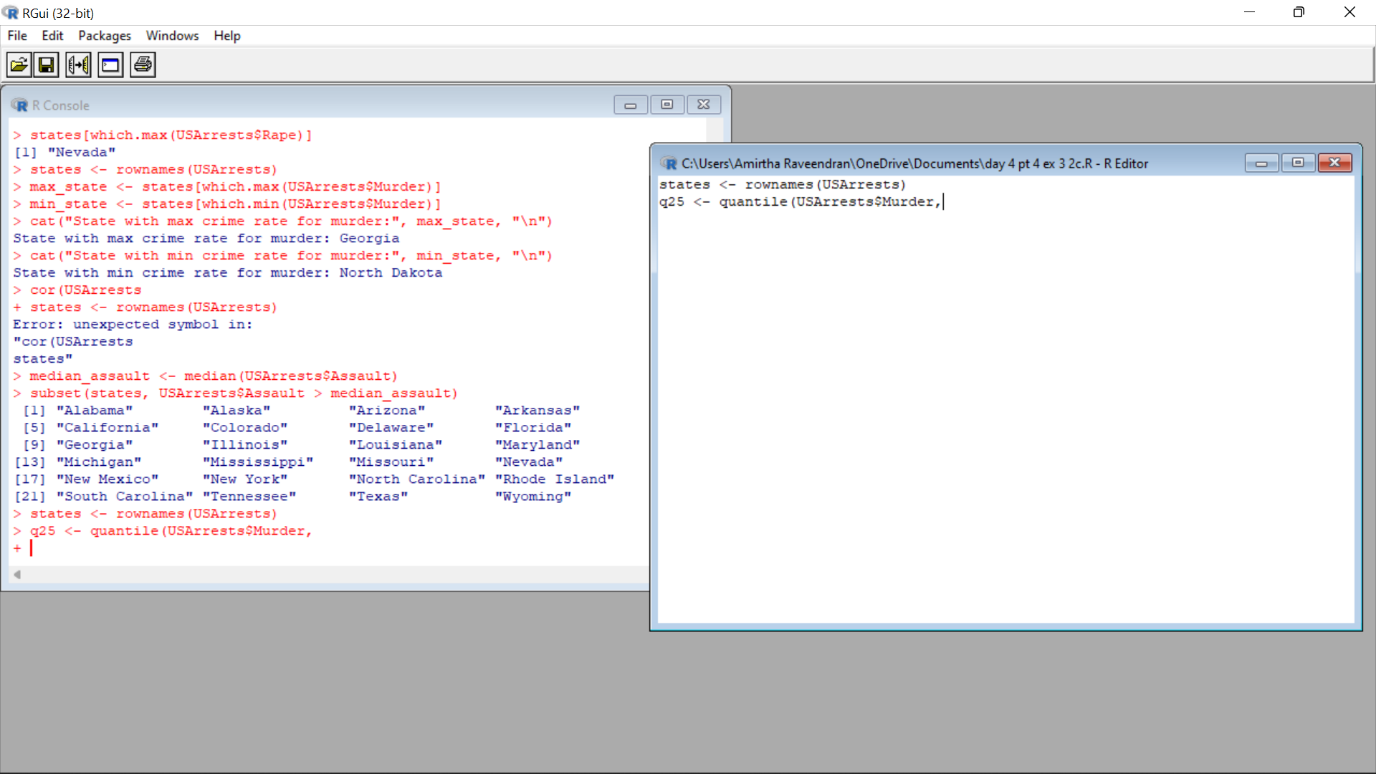 RGui (32-bit)
File Edit Packages Windows Help
R Console
> states[which.max(USArrests$Rape)]
[1] "Nevada"
> states <- rownames(USArrests)
> max_state <- states[which.max(USArrests$Murder)]
> min_state <- states[which.min(USArrests$Murder)]
> cat("State with max crime rate for murder:", max_state, "\n")
State with max crime rate for murder: Georgia
> cat("State with min crime rate for murder:", min_state, "\n")
State with min crime rate for murder: North Dakota
> cor(USArrests
+ states <- rownames(USArrests)
Error: unexpected symbol in:
"cor(USArrests
states"
> median_assault <- median(USArrests$Assault)
> subset(states, USArrests$Assault > median_assault)
 [1] "Alabama"        "Alaska"         "Arizona"        "Arkansas"
 [5] "California"     "Colorado"       "Delaware"       "Florida"
 [9] "Georgia"        "Illinois"       "Louisiana"      "Maryland"
[13] "Michigan"       "Mississippi"    "Missouri"       "Nevada"
[17] "New Mexico"     "New York"       "North Carolina" "Rhode Island"
[21] "South Carolina" "Tennessee"      "Texas"          "Wyoming"
> states <- rownames(USArrests)
> q25 <- quantile(USArrests$Murder,
+
C:\Users\Amirtha Raveendran\OneDrive\Documents\day 4 pt 4 ex 3 2c.R - R Editor
states <- rownames(USArrests)
q25 <- quantile(USArrests$Murder,